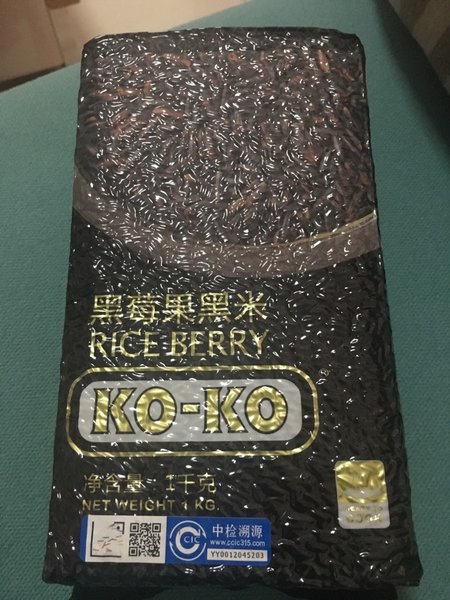 黑莓果黑米
RICE BERRY
KO-KO
净含量：1千克
NET WEIGHT 1 KG.
CIC
中检溯源
www.ccic315.com
YY0012045203